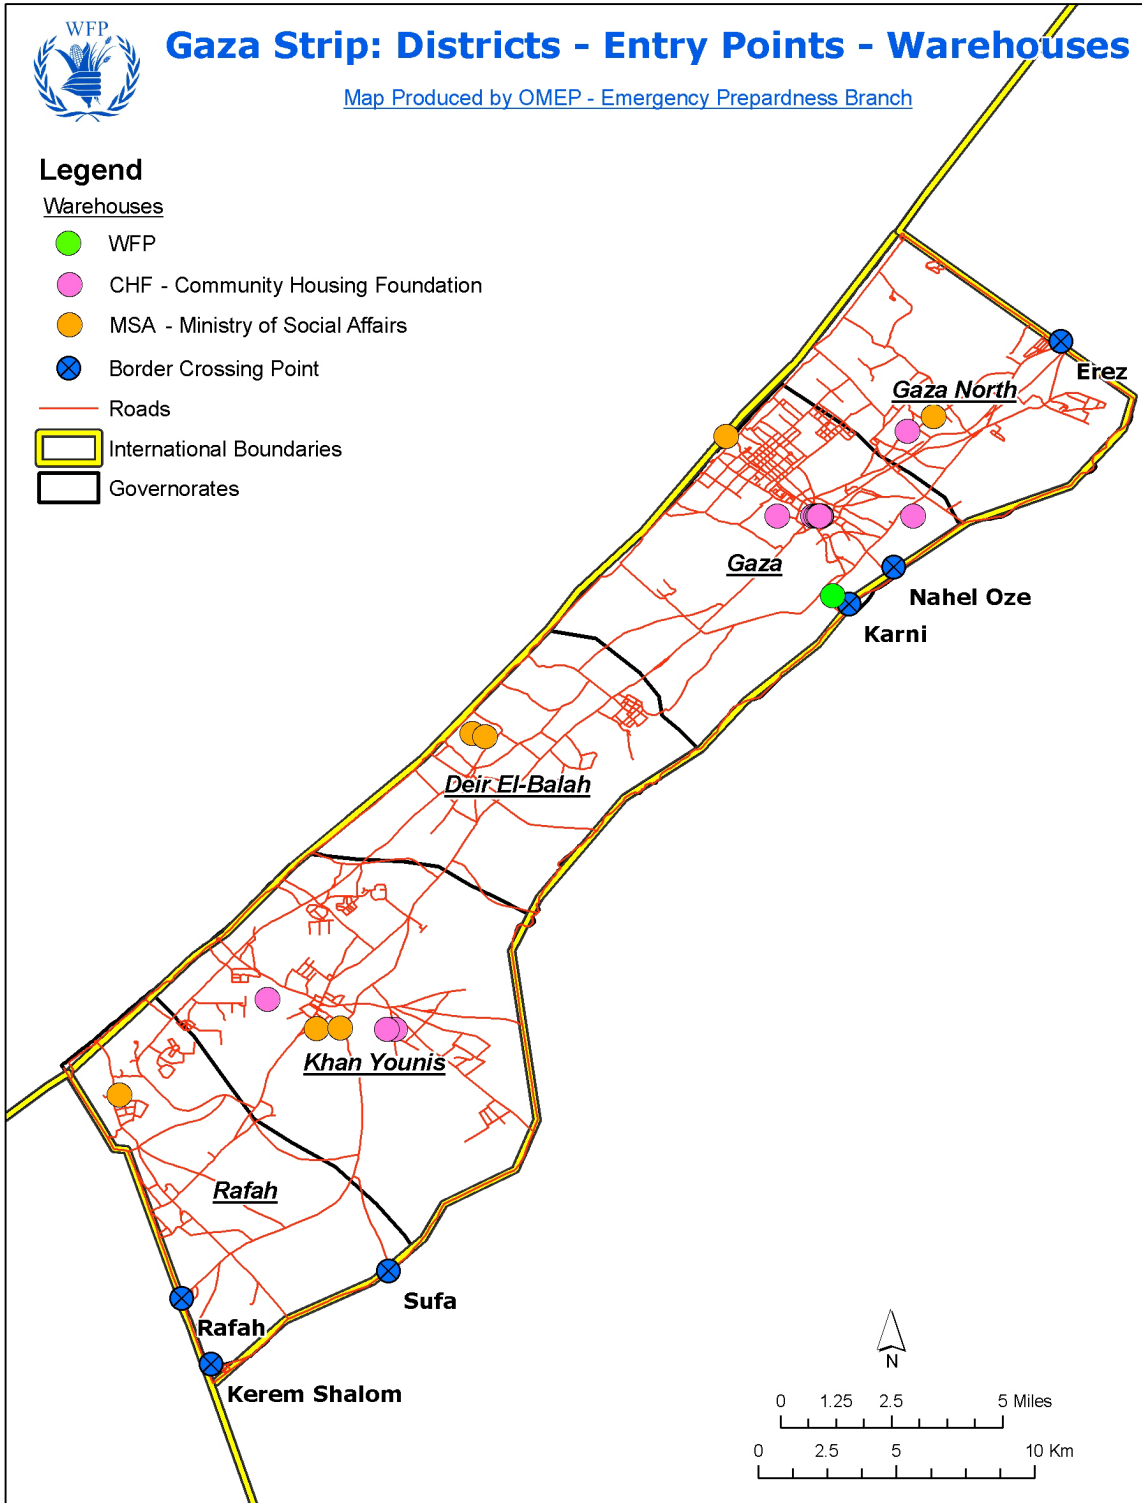 WFP
Gaza Strip: Districts - Entry Points - Warehouses
Map Produced by OMEP - Emergency Prepardness Branch
Legend
Warehouses
WFP
CHF - Community Housing Foundation
MSA - Ministry of Social Affairs
Border Crossing Point
Roads
International Boundaries
Governorates
Erez
Gaza North
Gaza
Nahel Oze
Karni
Deir El-Balah
Khan Younis
Rafah
Sufa
Rafah
Kerem Shalom
N
0 1.25 2.5 5 Miles
0 2.5 5 10 Km